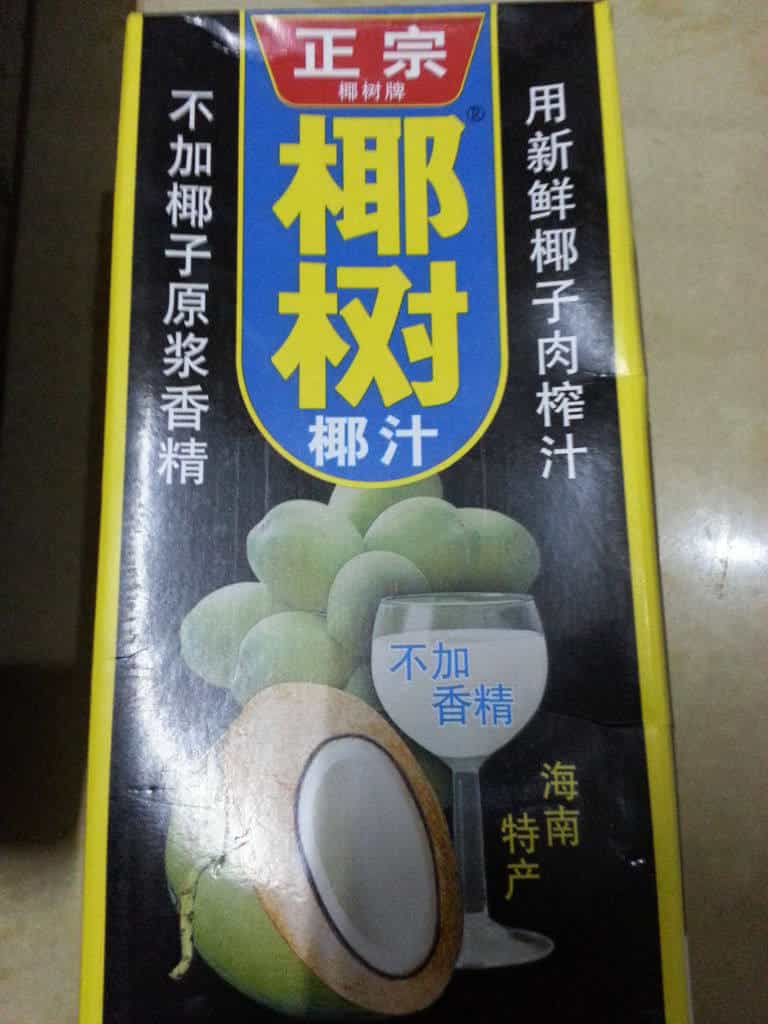 正宗
椰树牌
椰树
椰汁
不加椰子原浆香精
用新鲜椰子肉榨汁
不加
香精
海南
特产